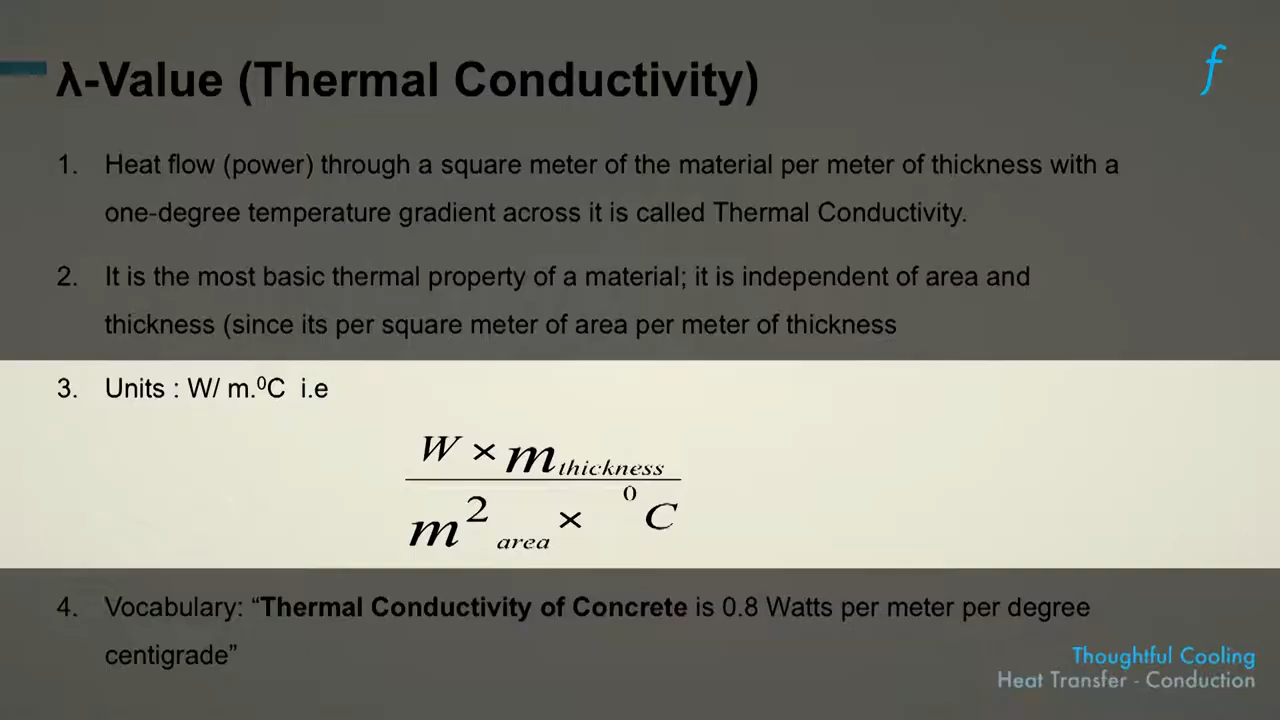 λ-Value (Thermal Conductivity)
f
1. Heat flow (power) through a square meter of the material per meter of thickness with a
one-degree temperature gradient across it is called Thermal Conductivity.
2. It is the most basic thermal property of a material; it is independent of area and
thickness (since its per square meter of area per meter of thickness
3. Units : W/ m.⁰C i.e
W × m thickness
m² area × ⁰C
4. Vocabulary: “Thermal Conductivity of Concrete is 0.8 Watts per meter per degree
centigrade”
Thoughtful Cooling
Heat Transfer - Conduction